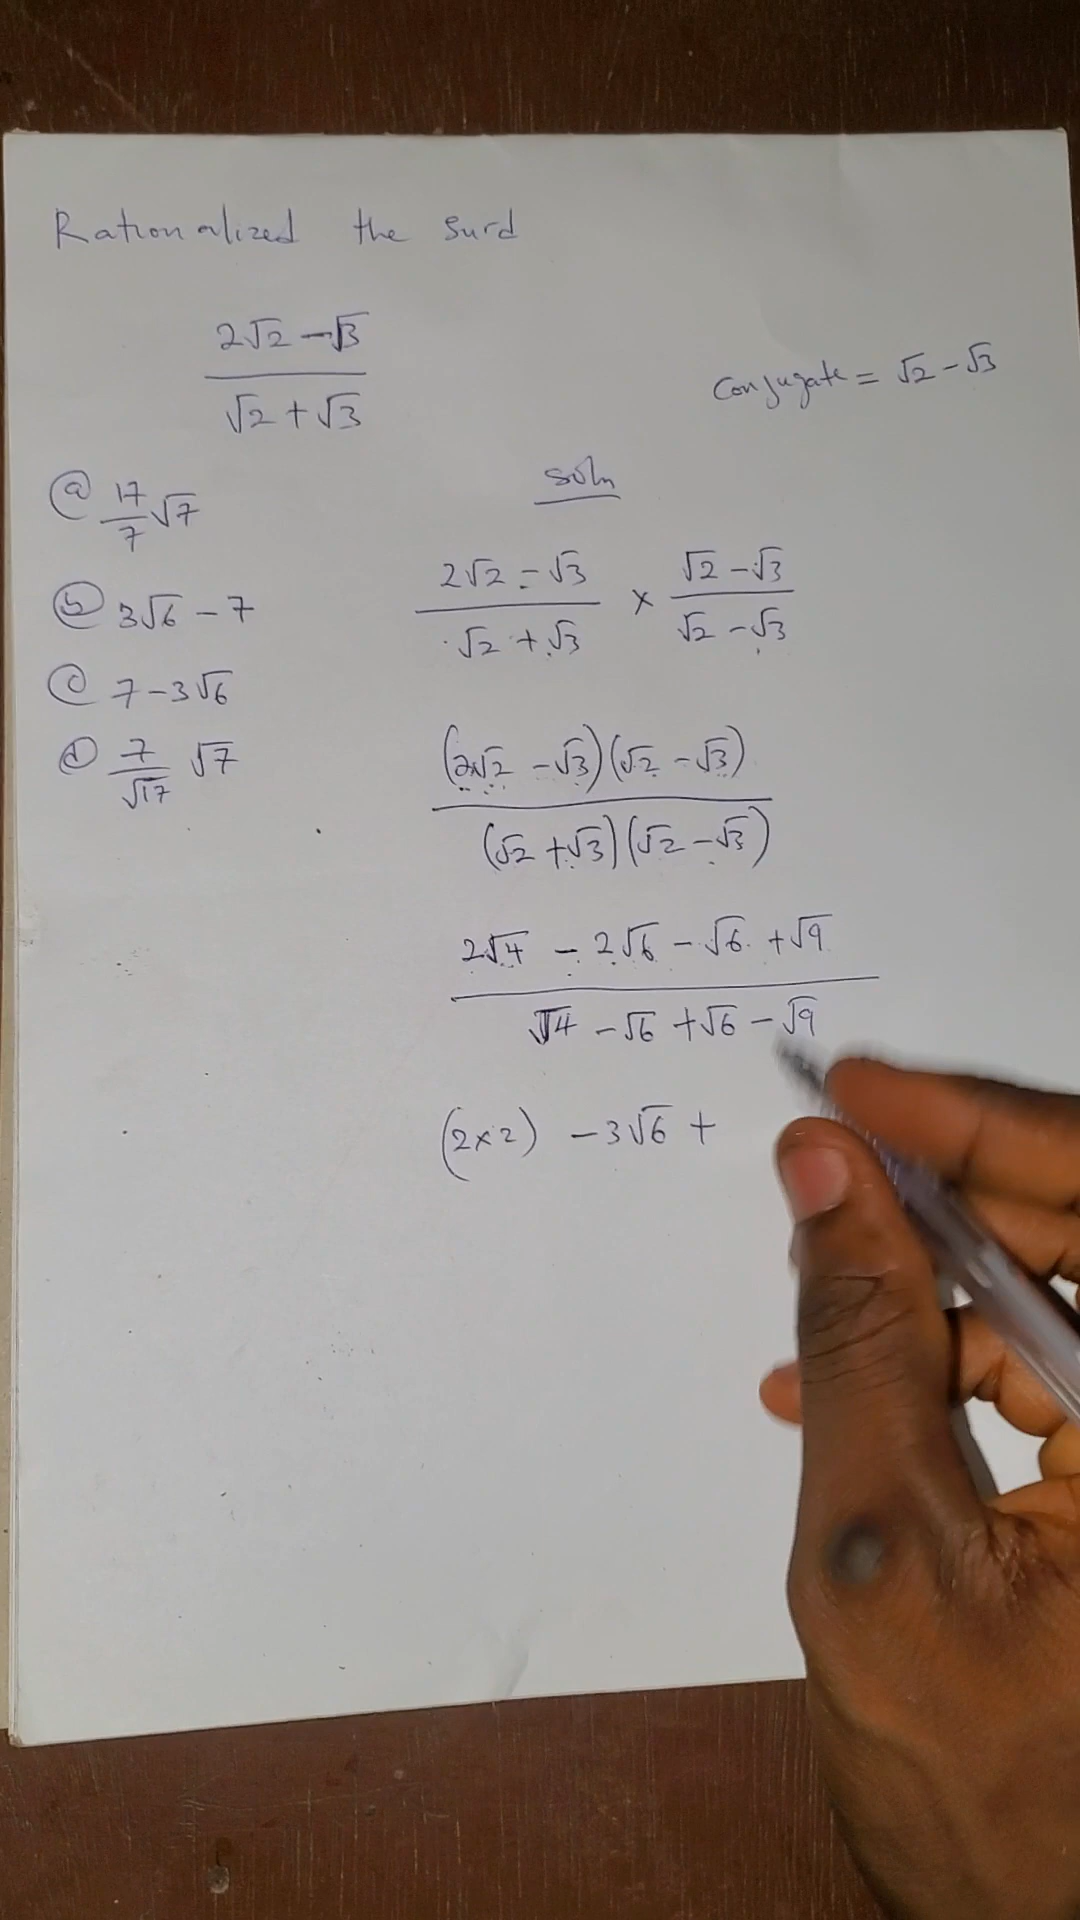 Rationalized the surd
2√2 - √3
√2 + √3
Conjugate = √2 - √3
soln
ⓐ 17/7 √7
ⓑ 3√6 - 7
ⓒ 7 - 3√6
ⓓ 7/√17 √7
2√2 - √3 / √2 + √3 × √2 - √3 / √2 - √3
(2√2 - √3)(√2 - √3)
(√2 + √3)(√2 - √3)
2√4 - 2√6 - √6 + √9
√4 - √6 + √6 - √9
(2×2) - 3√6 +